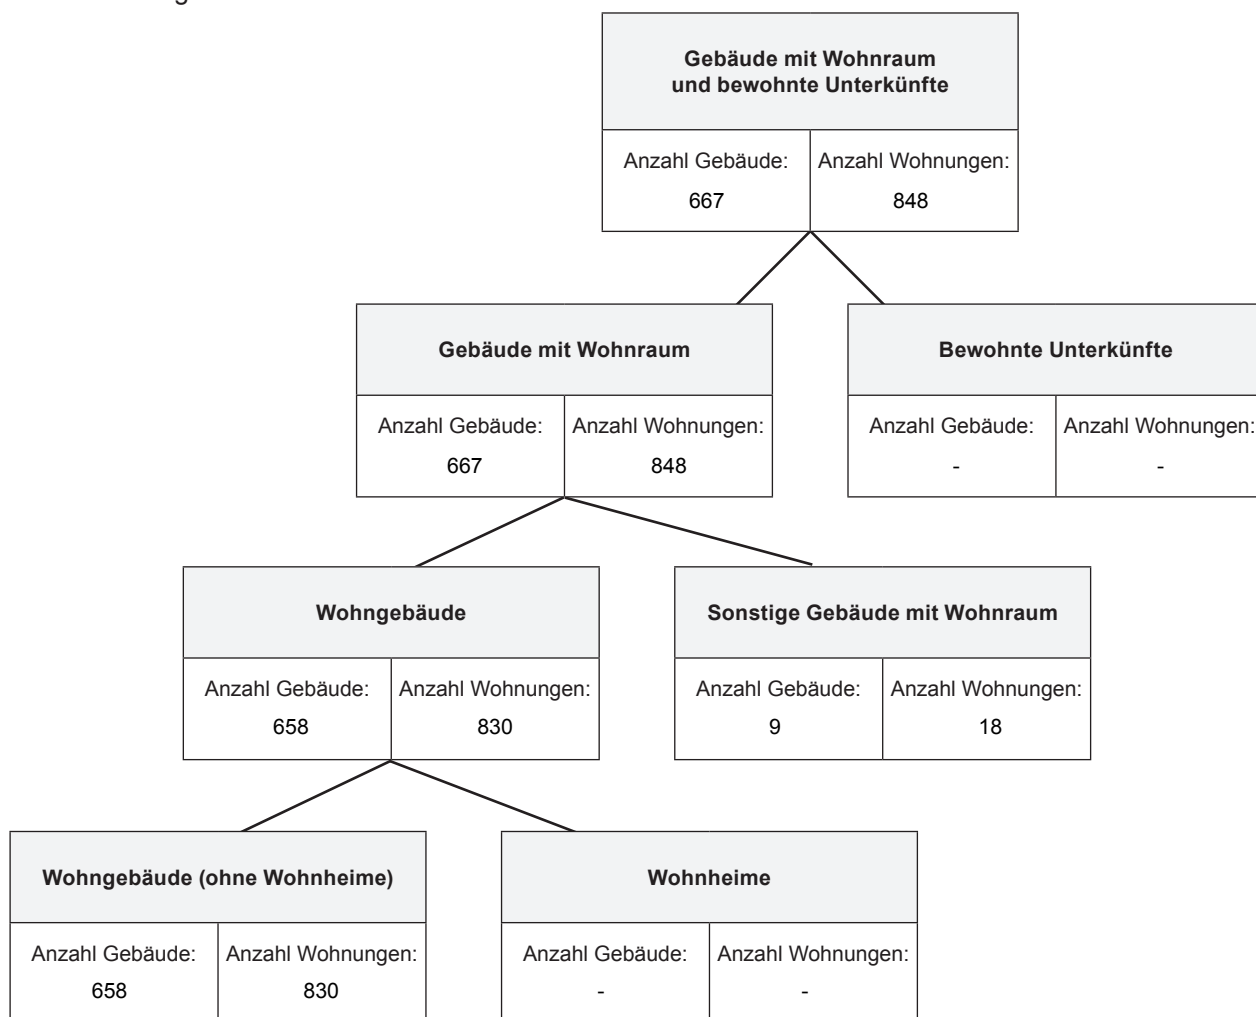 Gebäude mit Wohnraum
und bewohnte Unterkünfte
Anzahl Gebäude: Anzahl Wohnungen:
667 848
Gebäude mit Wohnraum
Anzahl Gebäude: Anzahl Wohnungen:
667 848
Bewohnte Unterkünfte
Anzahl Gebäude: Anzahl Wohnungen:
- -
Wohngebäude
Anzahl Gebäude: Anzahl Wohnungen:
658 830
Sonstige Gebäude mit Wohnraum
Anzahl Gebäude: Anzahl Wohnungen:
9 18
Wohngebäude (ohne Wohnheime)
Anzahl Gebäude: Anzahl Wohnungen:
658 830
Wohnheime
Anzahl Gebäude: Anzahl Wohnungen:
- -